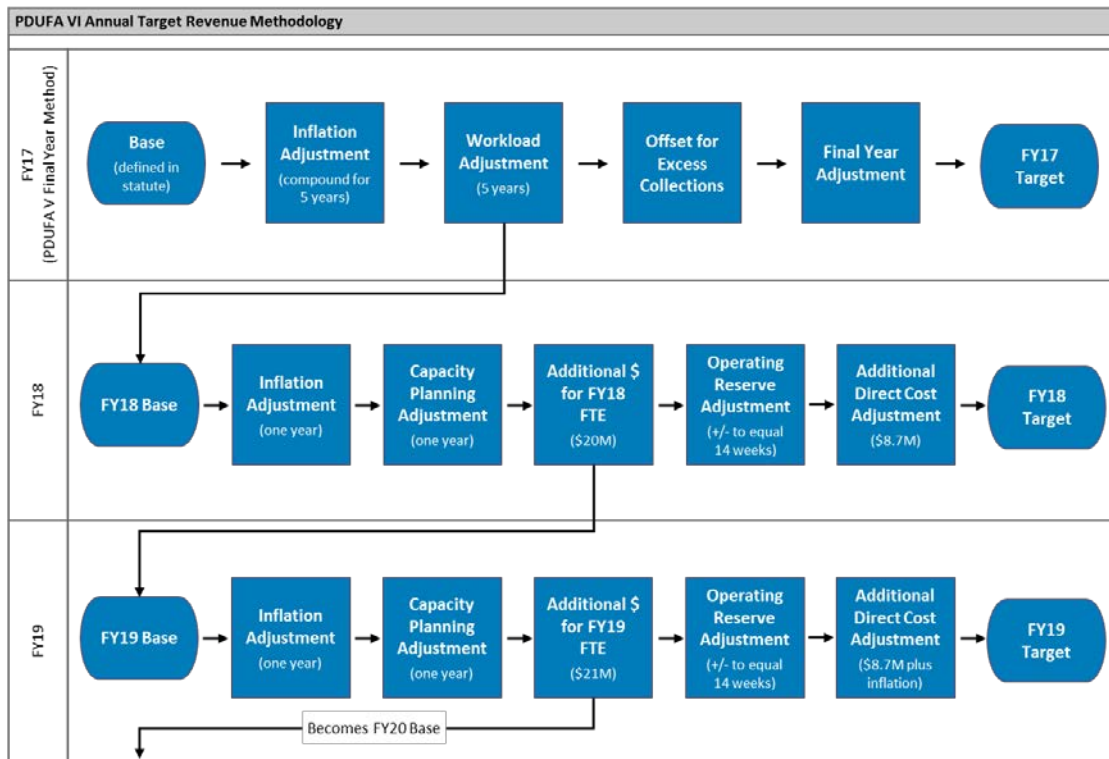 PDUFA VI Annual Target Revenue Methodology
FY17
(PDUFA V Final Year Method)
Base
(defined in
statute)
Inflation
Adjustment
(compound for
5 years)
Workload
Adjustment
(5 years)
Offset for
Excess
Collections
Final Year
Adjustment
FY17
Target
FY18
FY18 Base
Inflation
Adjustment
(one year)
Capacity
Planning
Adjustment
(one year)
Additional $
for FY18
FTE
($20M)
Operating
Reserve
Adjustment
(+/- to equal
14 weeks)
Additional
Direct Cost
Adjustment
($8.7M)
FY18
Target
FY19
FY19 Base
Inflation
Adjustment
(one year)
Capacity
Planning
Adjustment
(one year)
Additional $
for FY19
FTE
($21M)
Operating
Reserve
Adjustment
(+/- to equal
14 weeks)
Additional
Direct Cost
Adjustment
($8.7M plus
inflation)
FY19
Target
Becomes FY20 Base